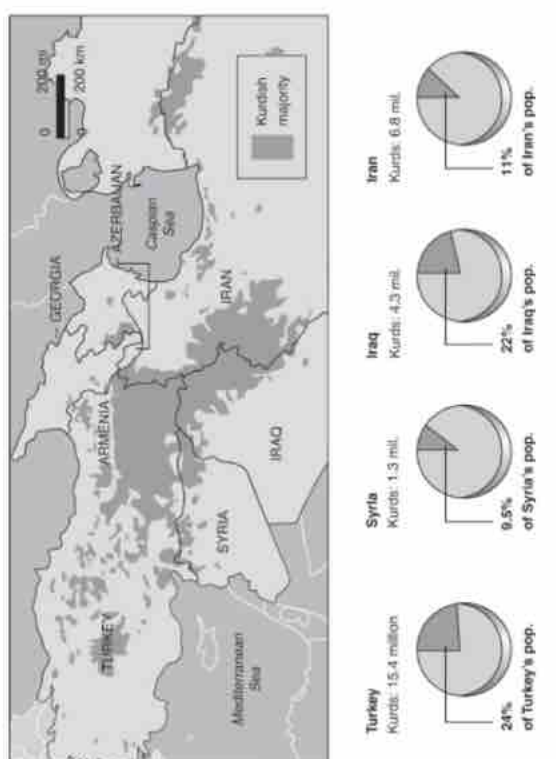 0 200 mi
0 200 km
GEORGIA
AZERBAIJAN
Caspian
Sea
ARMENIA
TURKEY
IRAN
SYRIA
IRAQ
Mediterranean
Sea
Kurdish
majority
Turkey
Kurds: 15.4 million
24%
of Turkey's pop.
Syria
Kurds: 1.3 mil.
9.5%
of Syria's pop.
Iraq
Kurds: 4.3 mil.
22%
of Iraq's pop.
Iran
Kurds: 6.8 mil.
11%
of Iran's pop.